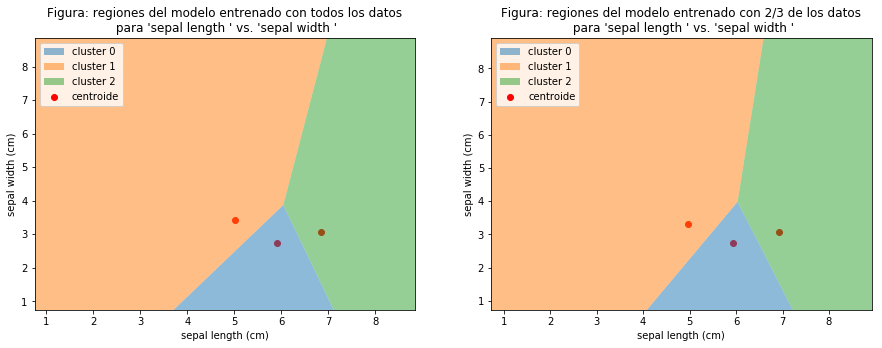 Figura: regiones del modelo entrenado con todos los datos
para 'sepal length ' vs. 'sepal width '
cluster 0
cluster 1
cluster 2
centroide
8
7
6
5
4
3
2
1
sepal width (cm)
1 2 3 4 5 6 7 8
sepal length (cm)
Figura: regiones del modelo entrenado con 2/3 de los datos
para 'sepal length ' vs. 'sepal width '
cluster 0
cluster 1
cluster 2
centroide
8
7
6
5
4
3
2
1
sepal width (cm)
1 2 3 4 5 6 7 8
sepal length (cm)